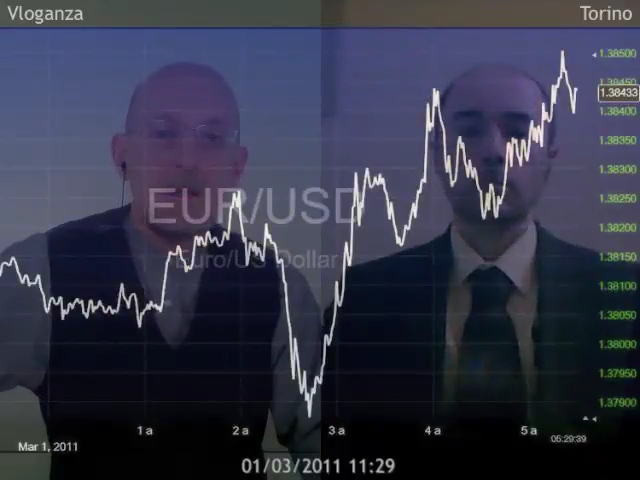 Vloganza
Torino
1.38500
1.38450
1.38433
1.38400
1.38350
1.38300
1.38250
EUR/USD
1.38200
Euro/US Dollar
1.38150
1.38100
1.38050
1.38000
1.37950
1.37900
1 a
2 a
3 a
4 a
5 a
05:29:39
Mar 1, 2011
01/03/2011 11:29